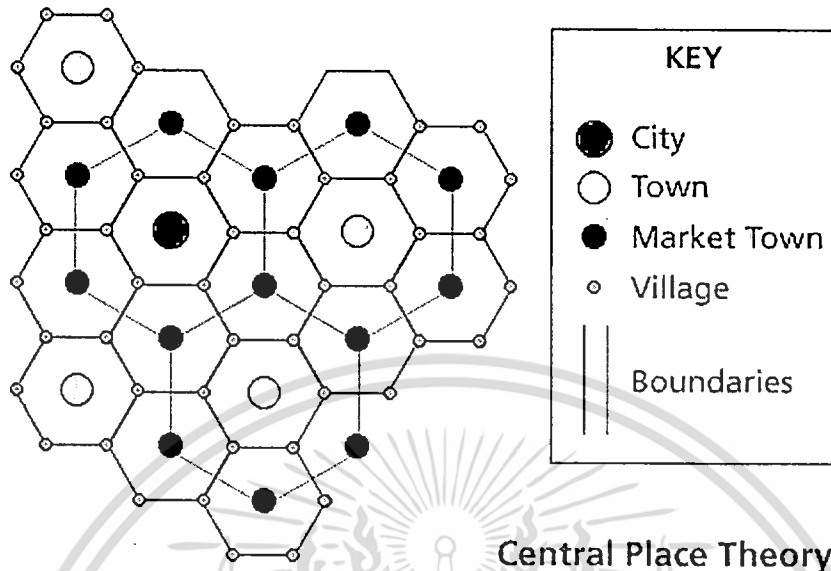 KEY
City
Town
Market Town
Village
Boundaries
Central Place Theory